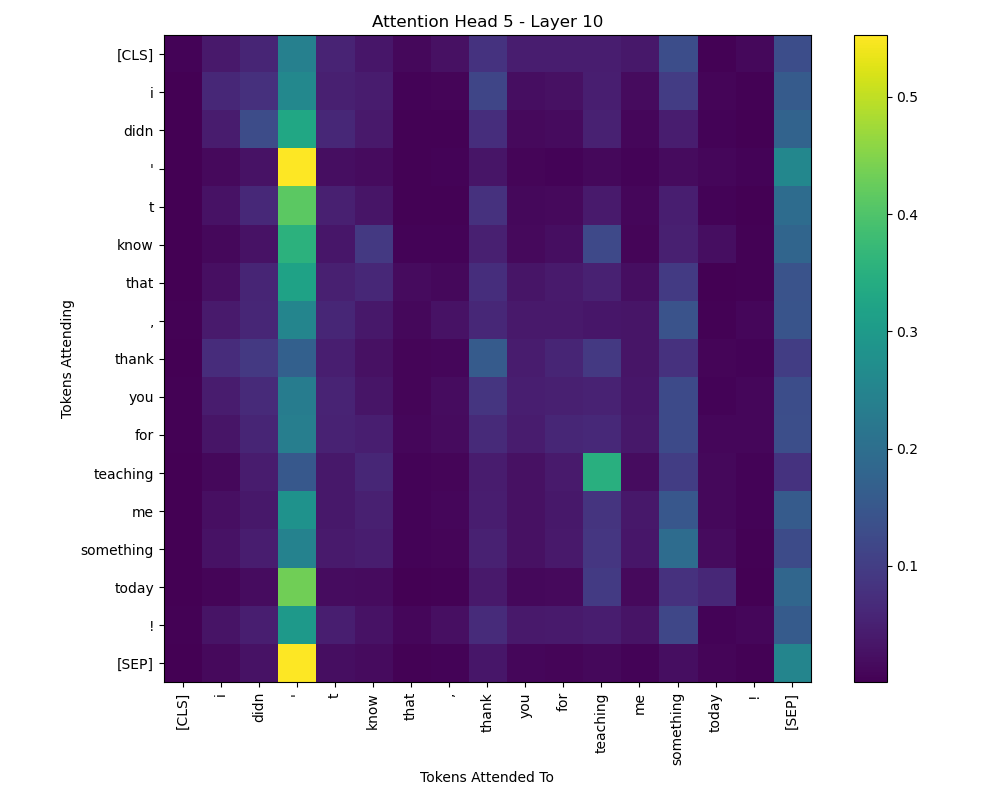 Attention Head 5 - Layer 10
[CLS]
i
didn
'
t
know
that
,
thank
you
for
teaching
me
something
today
!
[SEP]
Tokens Attending
[CLS]
i
didn
'
t
know
that
,
thank
you
for
teaching
me
something
today
!
[SEP]
Tokens Attended To
0.5
0.4
0.3
0.2
0.1